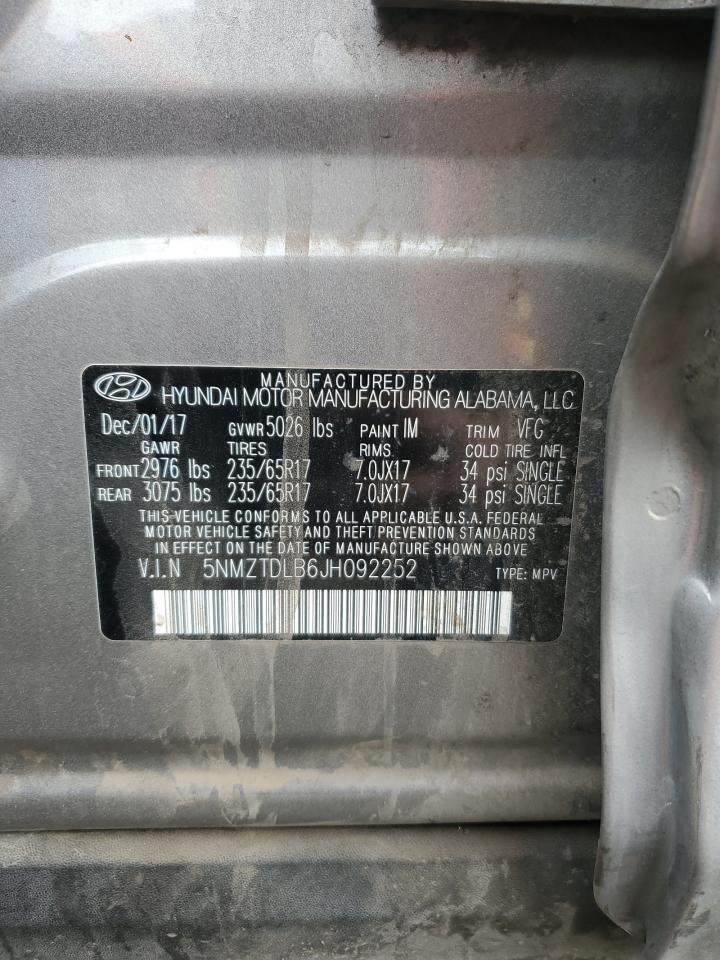 MANUFACTURED BY
HYUNDAI MOTOR MANUFACTURING ALABAMA, LLC
Dec/01/17 GVWR 5026 lbs PAINT IM TRIM VFG
GAWR TIRES RIMS. COLD TIRE INFL
FRONT 2976 lbs 235/65R17 7.0JX17 34 psi SINGLE
REAR 3075 lbs 235/65R17 7.0JX17 34 psi SINGLE
THIS VEHICLE CONFORMS TO ALL APPLICABLE U.S.A. FEDERAL
MOTOR VEHICLE SAFETY AND THEFT PREVENTION STANDARDS
IN EFFECT ON THE DATE OF MANUFACTURE SHOWN ABOVE.
V.I.N 5NMZTDLB6JH092252 TYPE: MPV